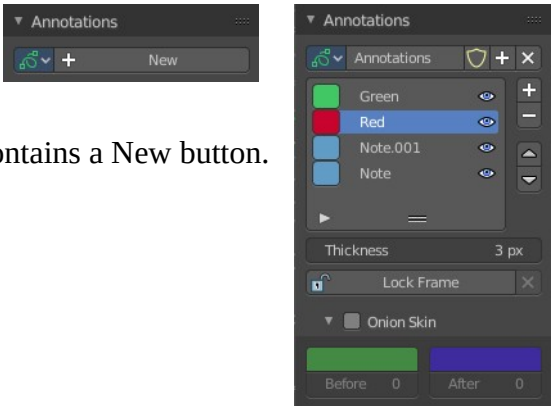 Annotations
+ New
ontains a New button.
Annotations
Annotations
Green
Red
Note.001
Note
Thickness 3 px
Lock Frame
Onion Skin
Before 0 After 0